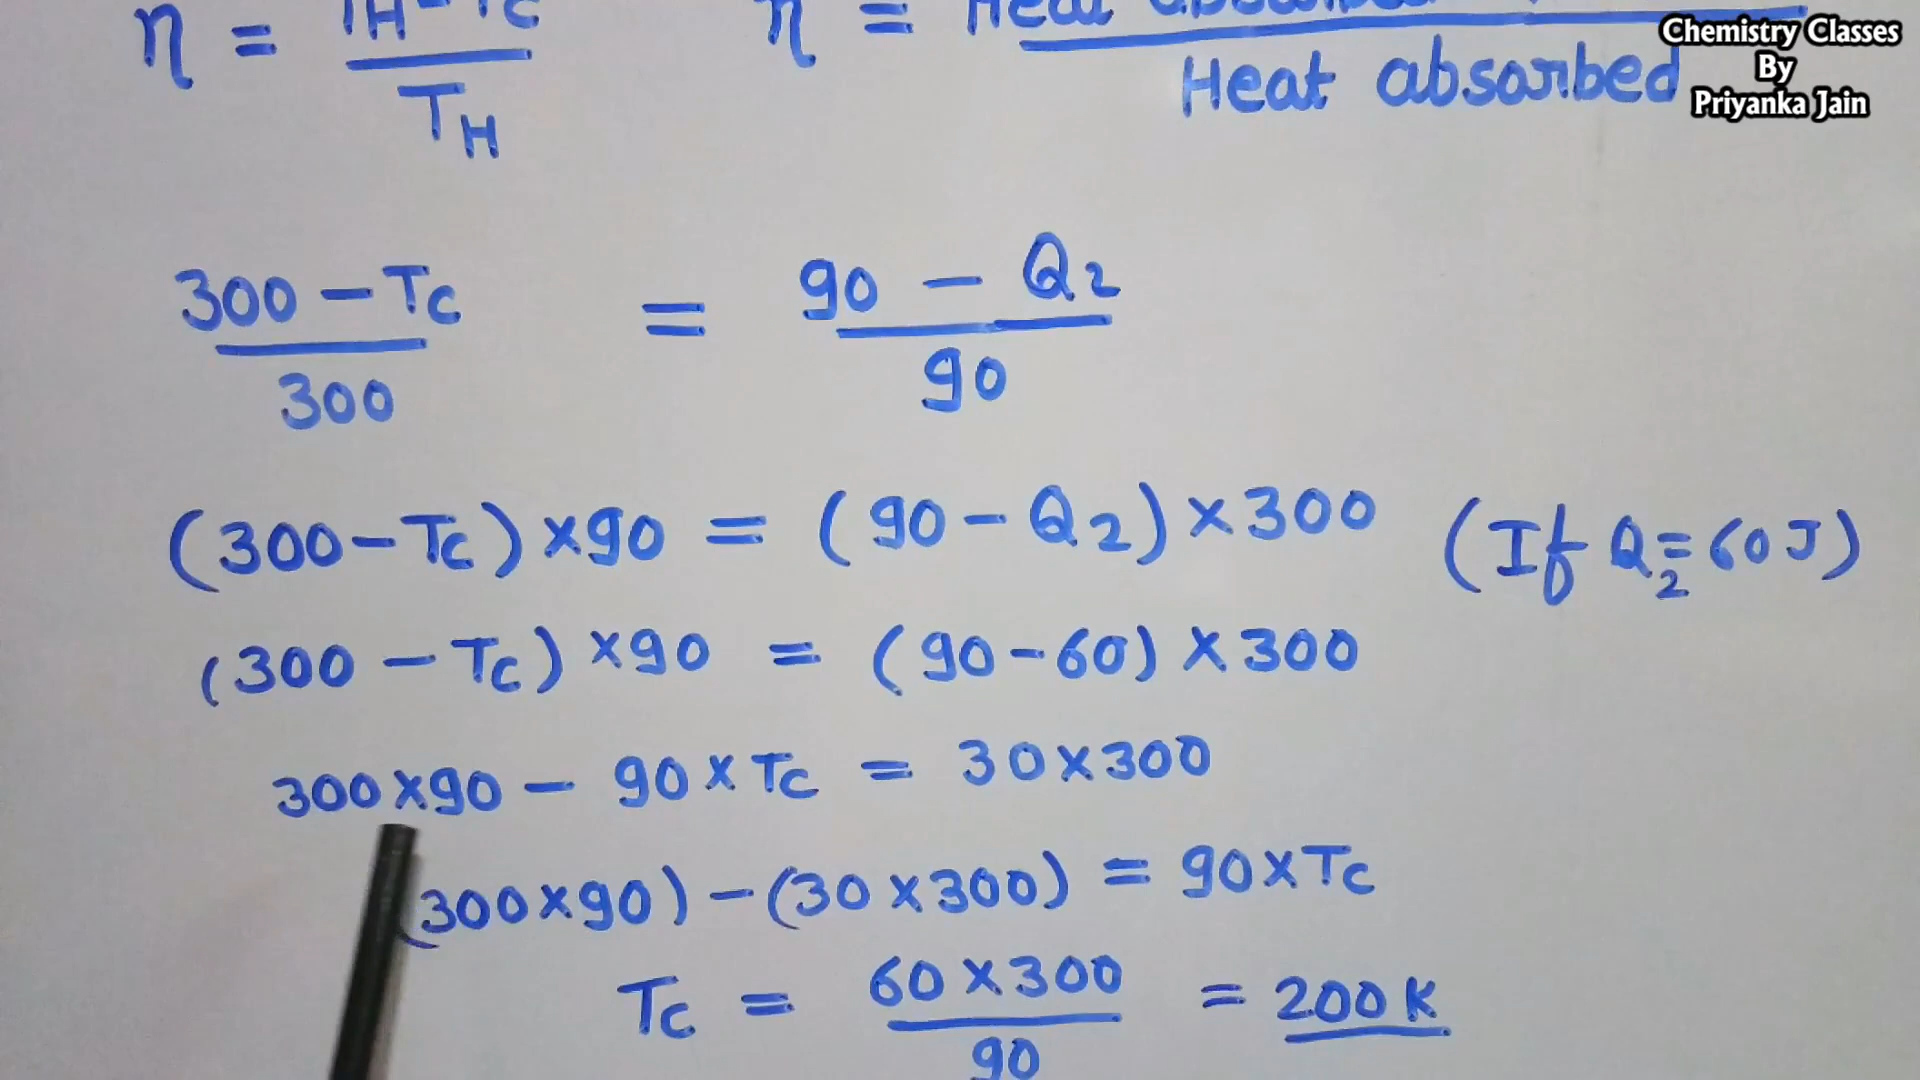 η = TH - TC / TH η = Heat absorbed / Heat absorbed
Chemistry Classes
By
Priyanka Jain
300 - Tc / 300 = 90 - Q2 / 90
(300 - Tc) × 90 = (90 - Q2) × 300 (If Q2 = 60 J)
(300 - Tc) × 90 = (90 - 60) × 300
300 × 90 - 90 × Tc = 30 × 300
(300 × 90) - (30 × 300) = 90 × Tc
Tc = 60 × 300 / 90 = 200 K